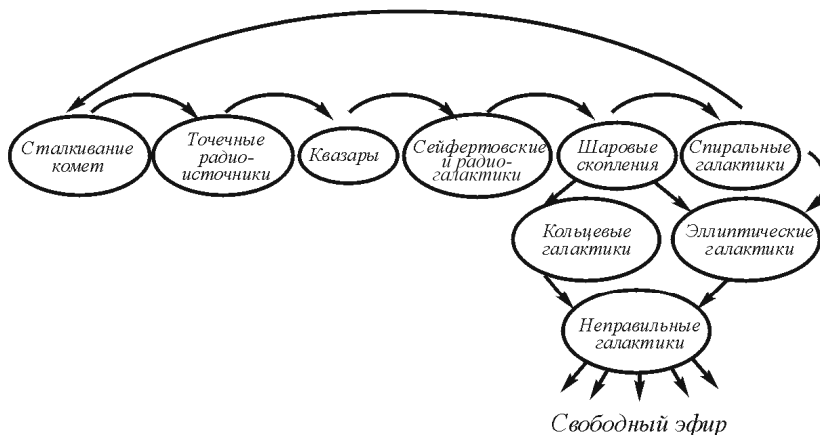 Сталкивание
комет
Точечные
радио-
источники
Квазары
Сейфертовские
и радио-
галактики
Шаровые
скопления
Спиральные
галактики
Кольцевые
галактики
Эллиптические
галактики
Неправильные
галактики
Свободный эфир